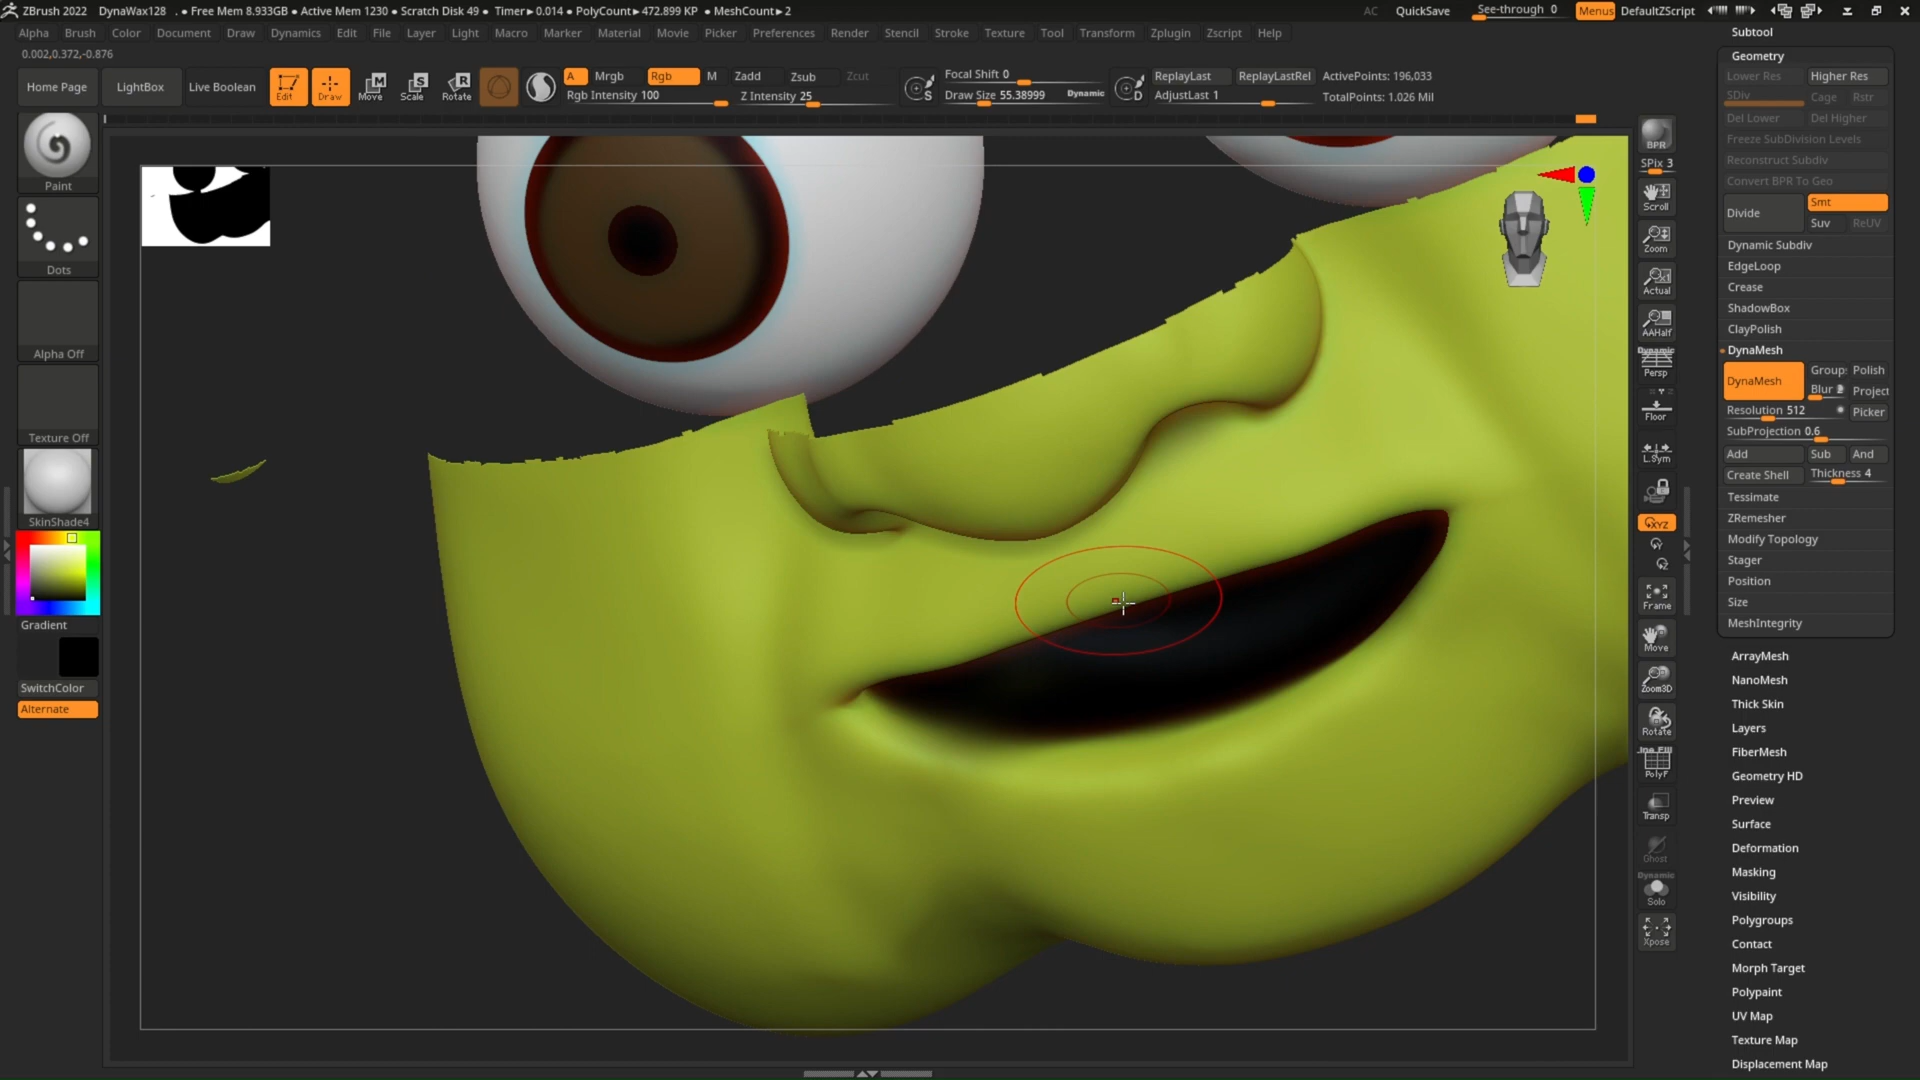 ZBrush 2022 DynaWax128 . • Free Mem 8.933GB • Active Mem 1230 • Scratch Disk 49 • Timer▸0.014 • PolyCount▸472.899 KP • MeshCount▸2
AC QuickSave See-through 0 Menus DefaultZScript
Alpha Brush Color Document Draw Dynamics Edit File Layer Light Macro Marker Material Movie Picker Preferences Render Stencil Stroke Texture Tool Transform Zplugin Zscript Help
0.002,0.372,-0.876
Home Page LightBox Live Boolean Edit Draw Move Scale Rotate
A Mrgb Rgb M Zadd Zsub Zcut
Rgb Intensity 100 Z Intensity 25
Focal Shift 0
Draw Size 55.38999 Dynamic
ReplayLast ReplayLastRel ActivePoints: 196,033
AdjustLast 1 TotalPoints: 1.026 Mil
Paint
Dots
Alpha Off
Texture Off
SkinShade4
Gradient
SwitchColor
Alternate
BPR
SPix 3
Scroll
Zoom
Actual
AAHalf
Dynamic
Persp
Floor
L.Sym
XYZ
Frame
Move
Zoom3D
Rotate
Line Fill
PolyF
Transp
Ghost
Dynamic
Solo
Xpose
Subtool
Geometry
Lower Res Higher Res
SDiv Cage Rstr
Del Lower Del Higher
Freeze SubDivision Levels
Reconstruct Subdiv
Convert BPR To Geo
Divide Smt
Suv ReUV
Dynamic Subdiv
EdgeLoop
Crease
ShadowBox
ClayPolish
DynaMesh
DynaMesh Group Polish
Blur 2 Project
Resolution 512 Picker
SubProjection 0.6
Add Sub And
Create Shell Thickness 4
Tessimate
ZRemesher
Modify Topology
Stager
Position
Size
MeshIntegrity
ArrayMesh
NanoMesh
Thick Skin
Layers
FiberMesh
Geometry HD
Preview
Surface
Deformation
Masking
Visibility
Polygroups
Contact
Morph Target
Polypaint
UV Map
Texture Map
Displacement Map